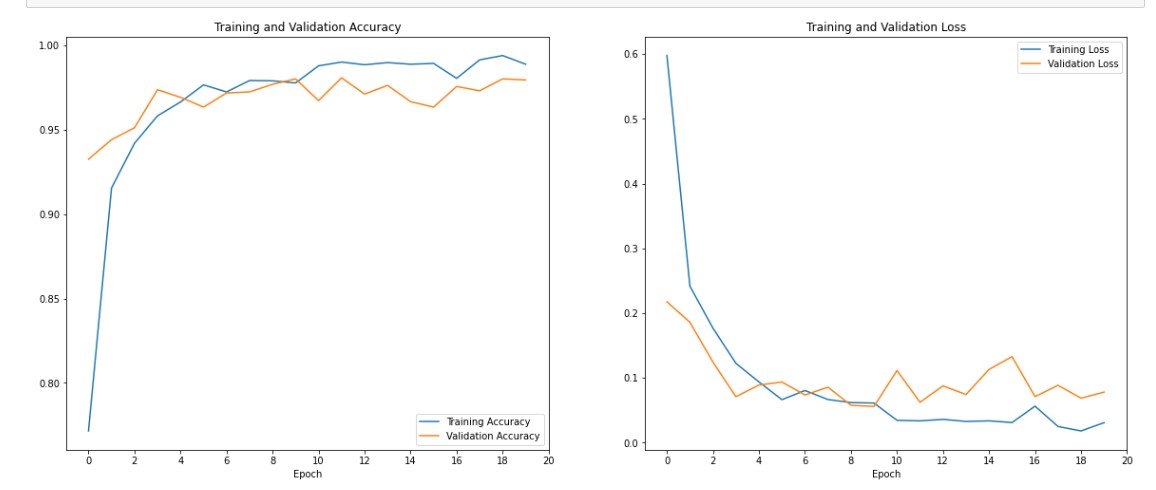 Training and Validation Accuracy
1.00
0.95
0.90
0.85
0.80
Training Accuracy
Validation Accuracy
0 2 4 6 8 10 12 14 16 18 20
Epoch
Training and Validation Loss
0.6
0.5
0.4
0.3
0.2
0.1
0.0
Training Loss
Validation Loss
0 2 4 6 8 10 12 14 16 18 20
Epoch